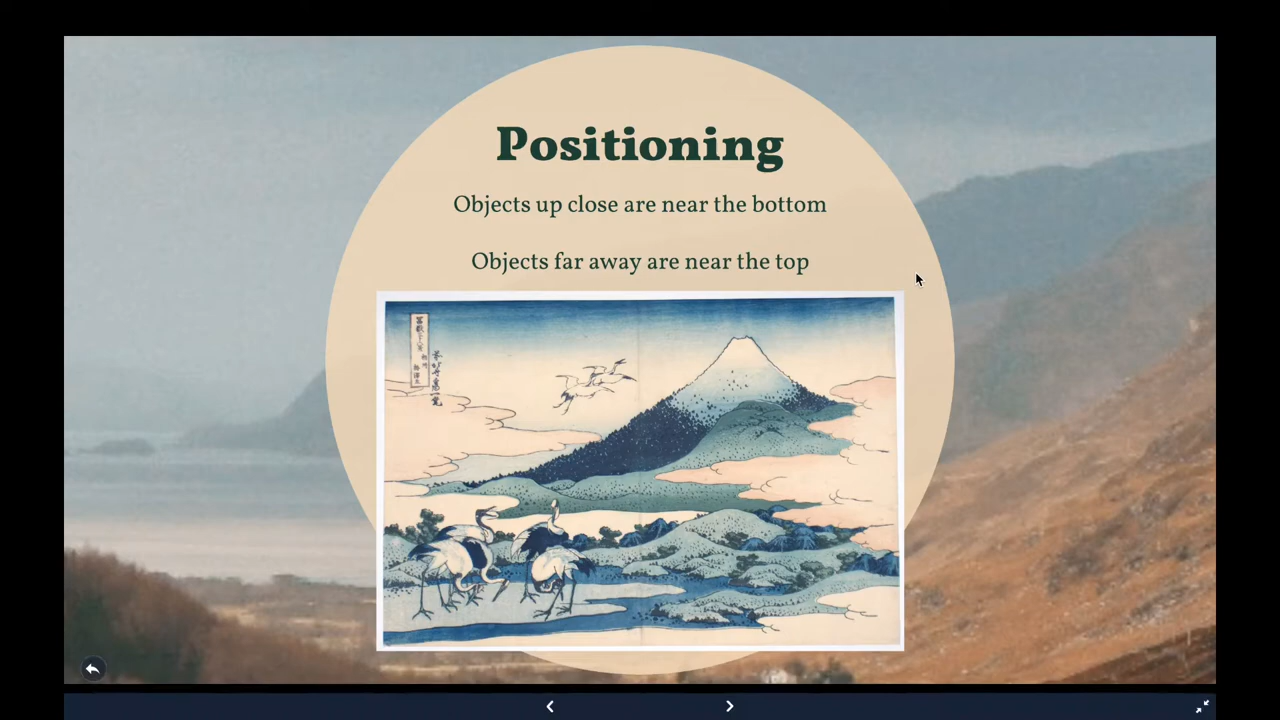 Positioning
Objects up close are near the bottom
Objects far away are near the top